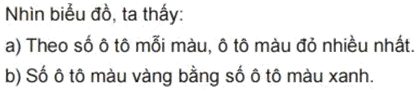 Nhìn biểu đồ, ta thấy:
a) Theo số ô tô mỗi màu, ô tô màu đỏ nhiều nhất.
b) Số ô tô màu vàng bằng số ô tô màu xanh.